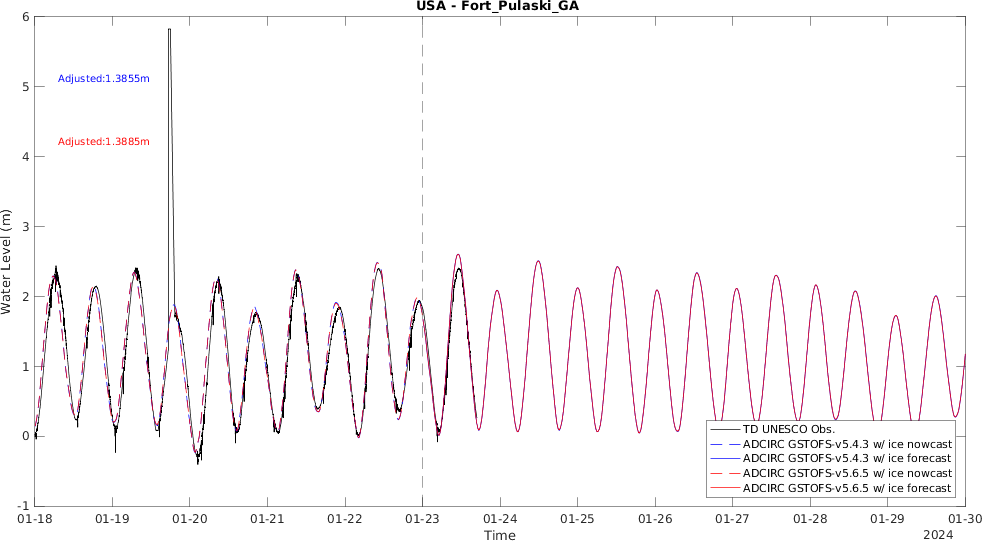 USA - Fort_Pulaski_GA
6
5
4
3
2
1
0
-1
Water Level (m)
Adjusted:1.3855m
Adjusted:1.3885m
TD UNESCO Obs.
ADCIRC GSTOFS-v5.4.3 w/ ice nowcast
ADCIRC GSTOFS-v5.4.3 w/ ice forecast
ADCIRC GSTOFS-v5.6.5 w/ ice nowcast
ADCIRC GSTOFS-v5.6.5 w/ ice forecast
01-18 01-19 01-20 01-21 01-22 01-23 01-24 01-25 01-26 01-27 01-28 01-29 01-30
Time
2024